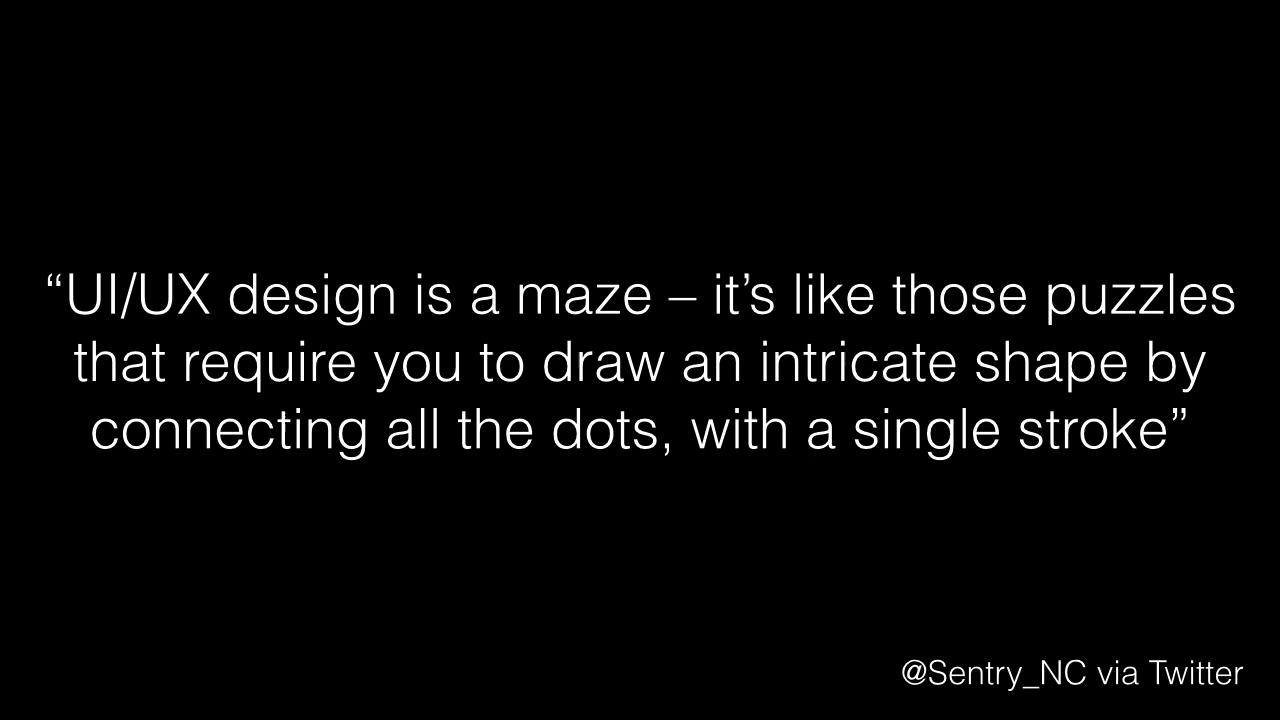 “UI/UX design is a maze – it’s like those puzzles
that require you to draw an intricate shape by
connecting all the dots, with a single stroke”
@Sentry_NC via Twitter